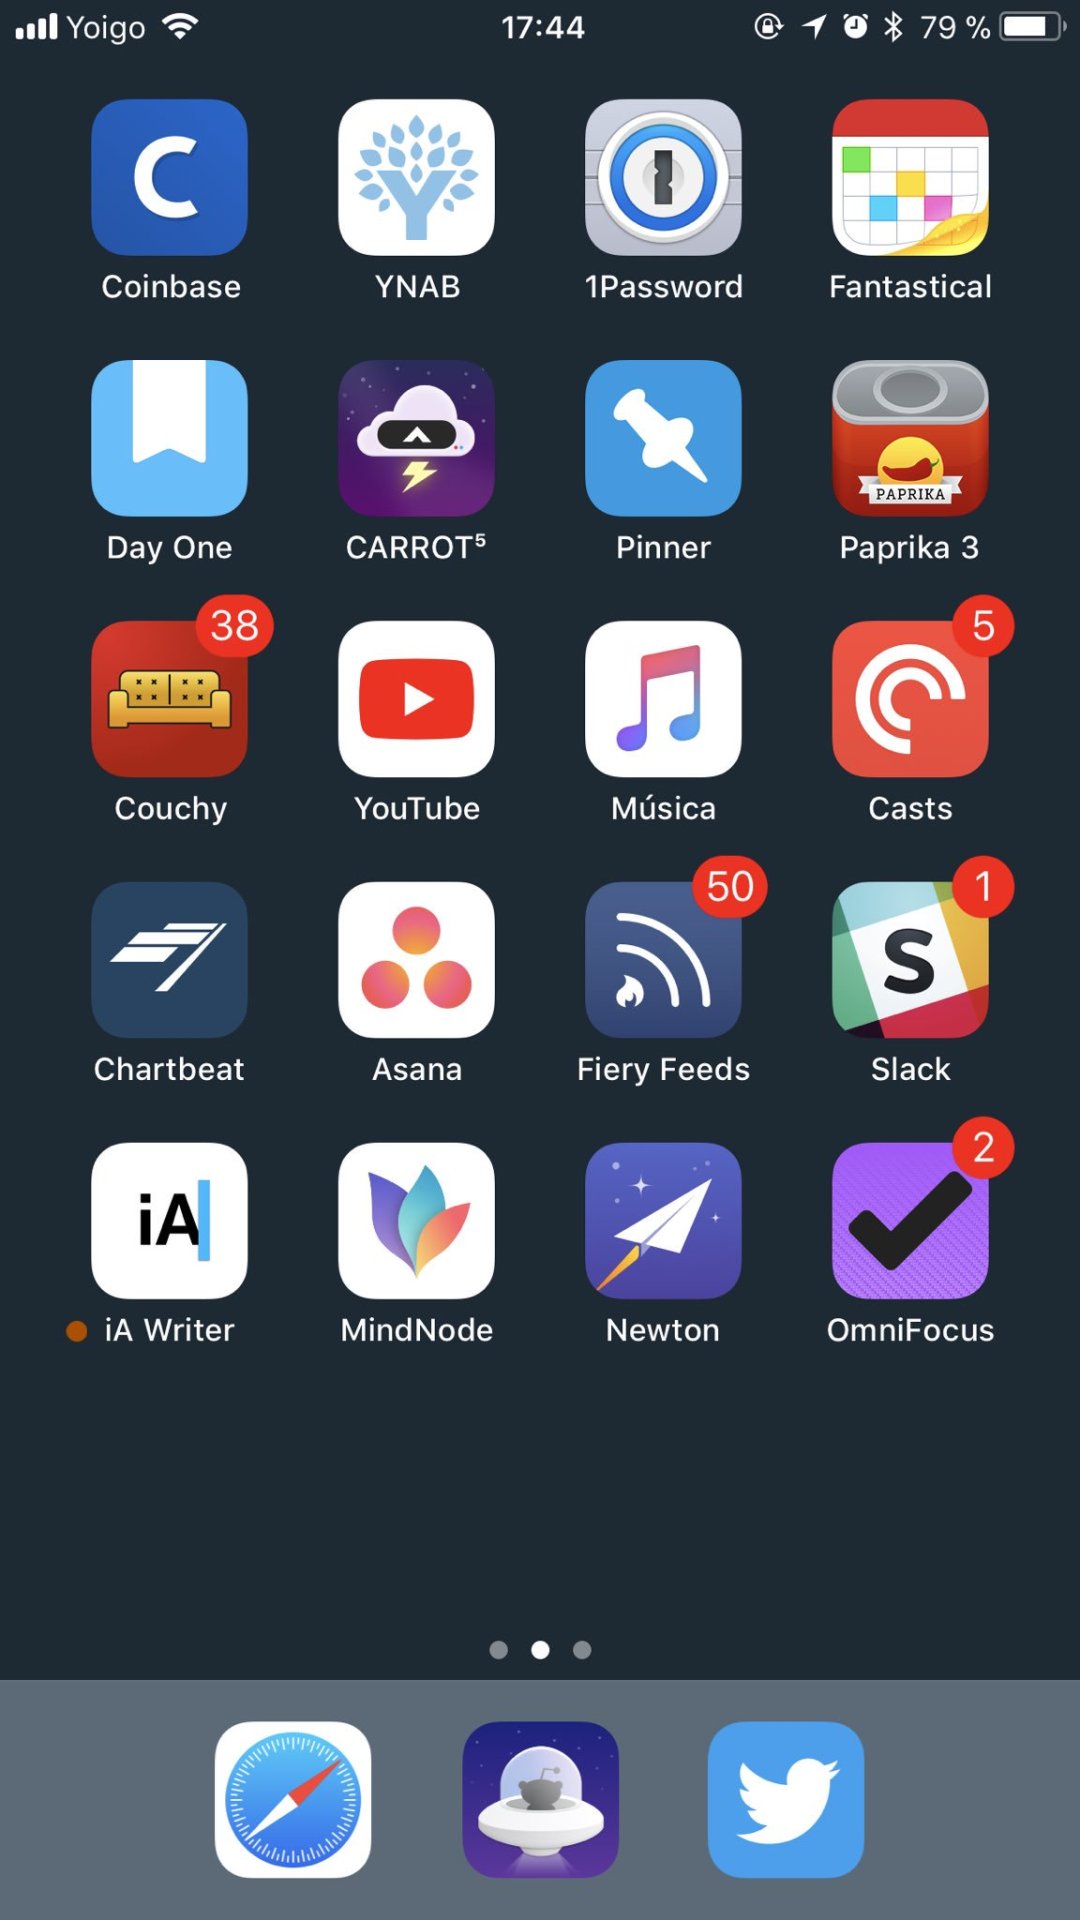 Yoigo 17:44 79 %
Coinbase YNAB 1Password Fantastical
PAPRIKA
Day One CARROT⁵ Pinner Paprika 3
38 5
Couchy YouTube Música Casts
50 1
S
Chartbeat Asana Fiery Feeds Slack
2
iA
iA Writer MindNode Newton OmniFocus